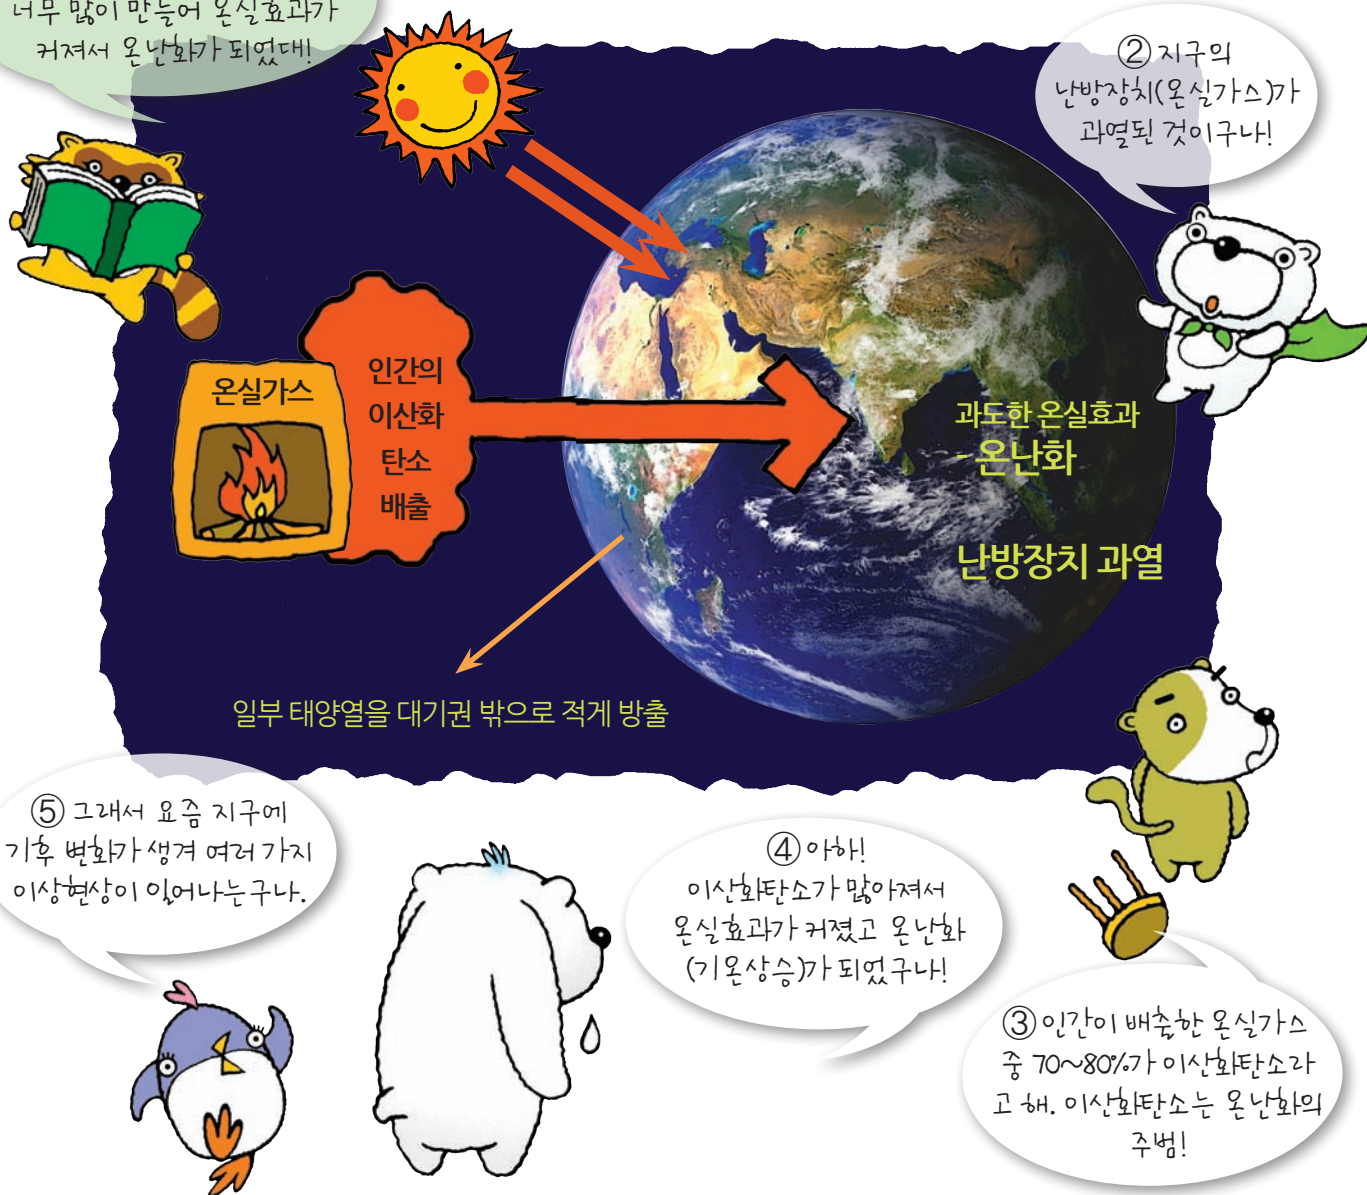 너무 많이 만들어 온실효과가
커져서 온난화가 되었대!
② 지구의
난방장치(온실가스)가
과열된 것이구나!
온실가스
인간의
이산화
탄소
배출
과도한 온실효과
- 온난화
난방장치 과열
일부 태양열을 대기권 밖으로 적게 방출
③ 인간이 배출한 온실가스
중 70~80%가 이산화탄소라
고 해. 이산화탄소는 온난화의
주범!
④ 아하!
이산화탄소가 많아져서
온실효과가 커졌고 온난화
(기온상승)가 되었구나!
⑤ 그래서 요즘 지구에
기후 변화가 생겨 여러 가지
이상현상이 일어나는구나.